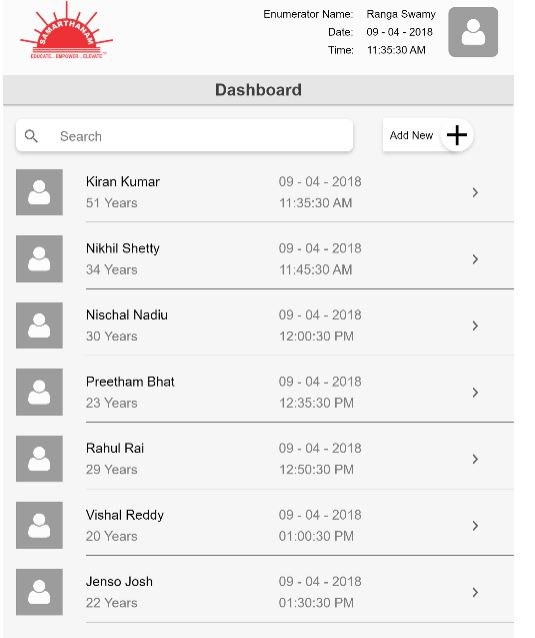 SAMARTHANAM
EDUCATE... EMPOWER... ELEVATE™
Enumerator Name: Ranga Swamy
Date: 09 - 04 - 2018
Time: 11:35:30 AM
Dashboard
Search
Add New
Kiran Kumar 09 - 04 - 2018
51 Years 11:35:30 AM
Nikhil Shetty 09 - 04 - 2018
34 Years 11:45:30 AM
Nischal Nadiu 09 - 04 - 2018
30 Years 12:00:30 PM
Preetham Bhat 09 - 04 - 2018
23 Years 12:35:30 PM
Rahul Rai 09 - 04 - 2018
29 Years 12:50:30 PM
Vishal Reddy 09 - 04 - 2018
20 Years 01:00:30 PM
Jenso Josh 09 - 04 - 2018
22 Years 01:30:30 PM